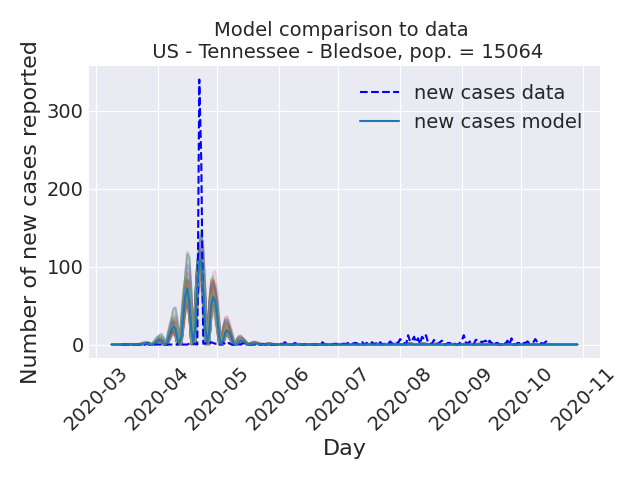 Model comparison to data
US - Tennessee - Bledsoe, pop. = 15064
Number of new cases reported
300
200
100
0
new cases data
new cases model
2020-03
2020-04
2020-05
2020-06
2020-07
2020-08
2020-09
2020-10
2020-11
Day